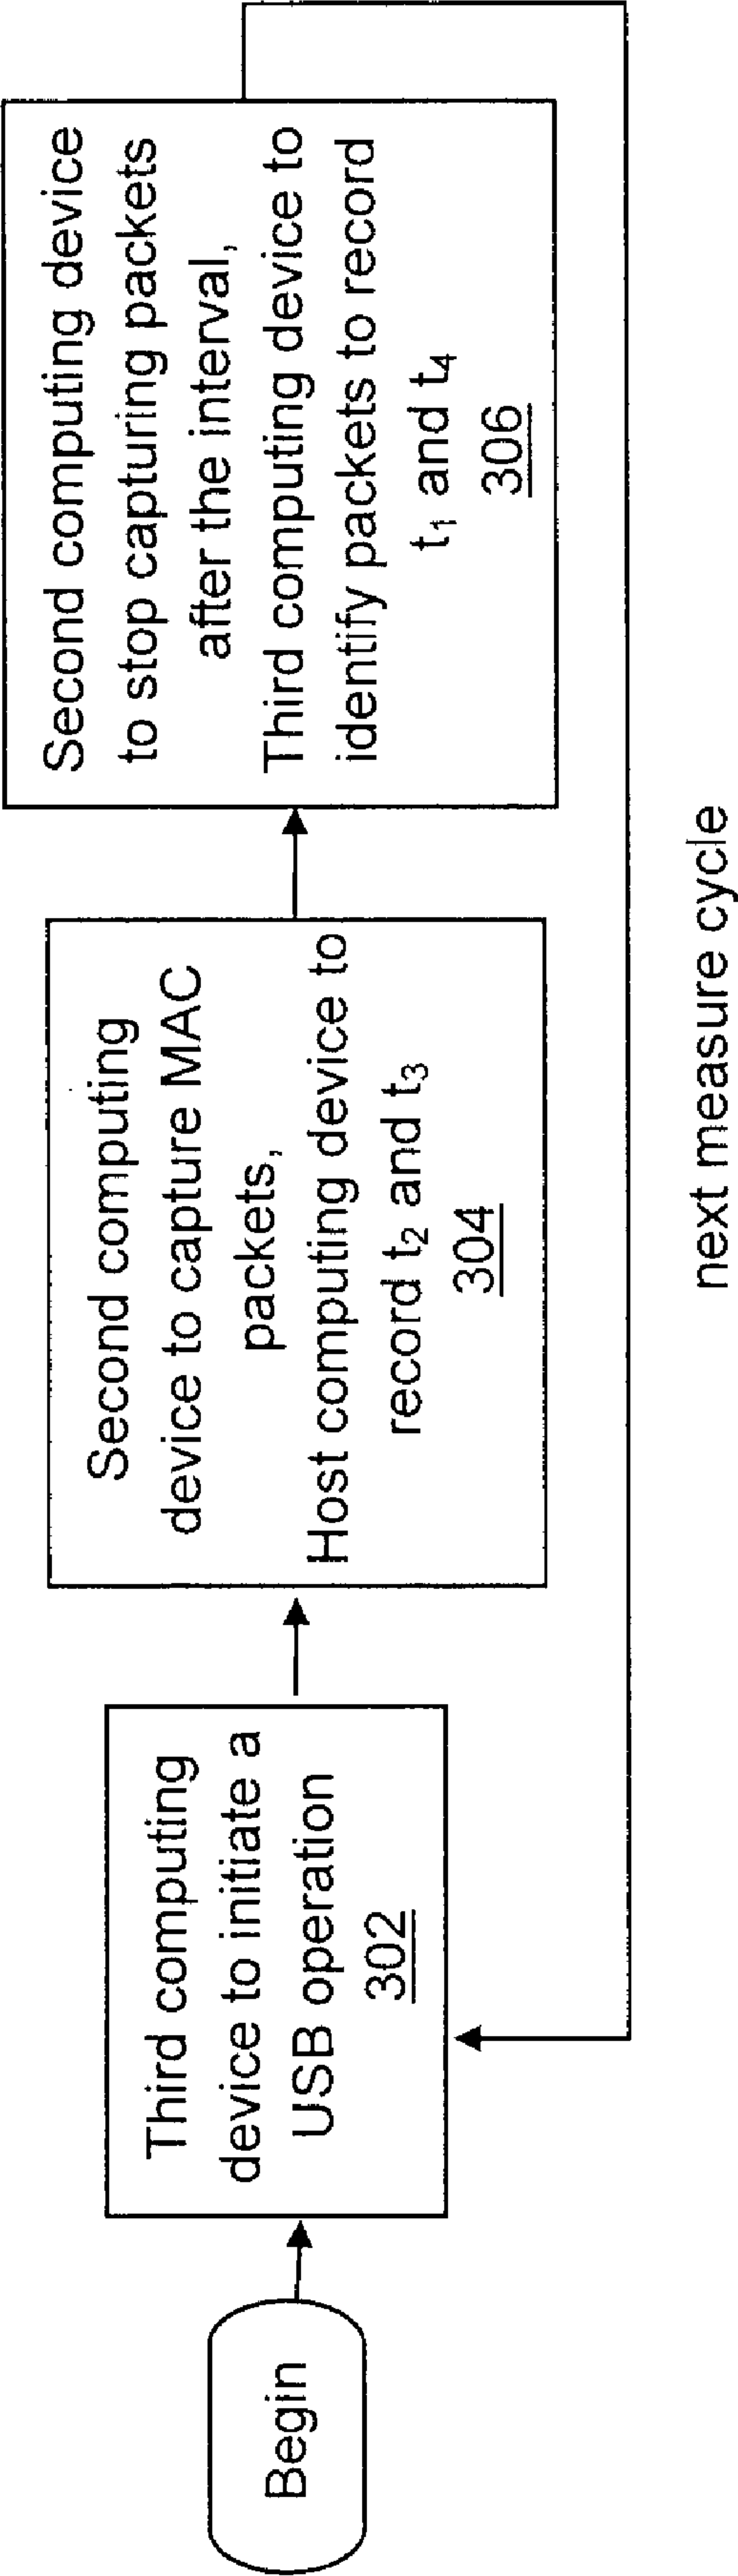 Begin
Third computing
device to initiate a
USB operation
302
Second computing
device to capture MAC
packets,
Host computing device to
record t₂ and t₃
304
Second computing device
to stop capturing packets
after the interval,
Third computing device to
identify packets to record
t₁ and t₄
306
next measure cycle